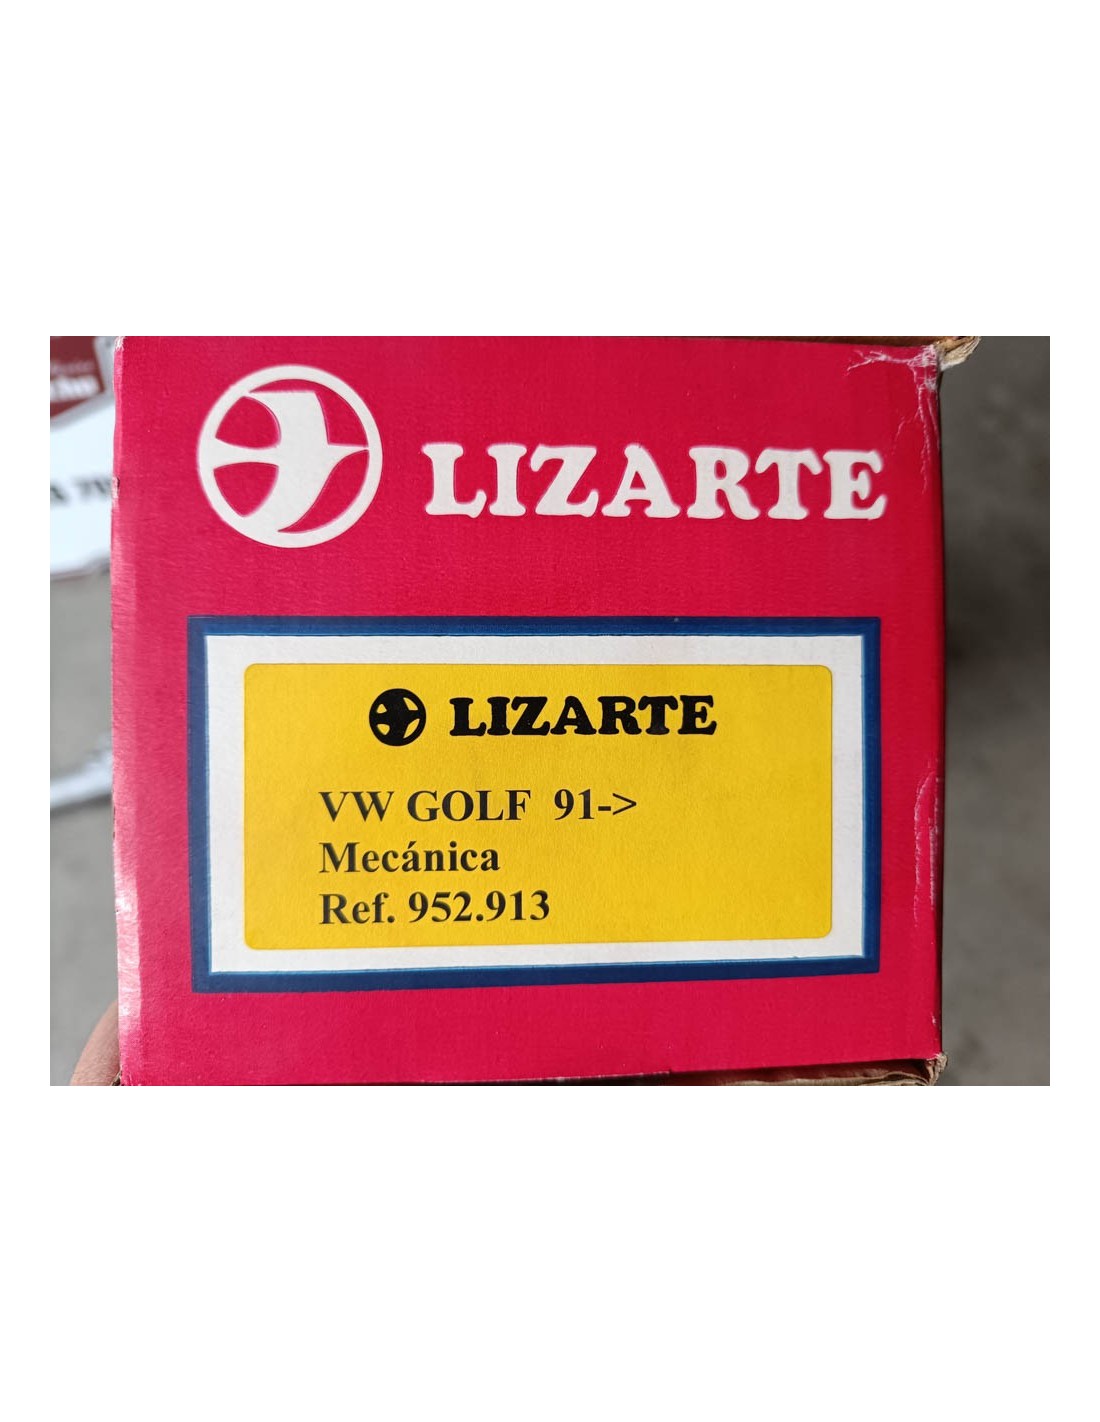 LIZARTE
LIZARTE
VW GOLF 91->
Mecánica
Ref. 952.913